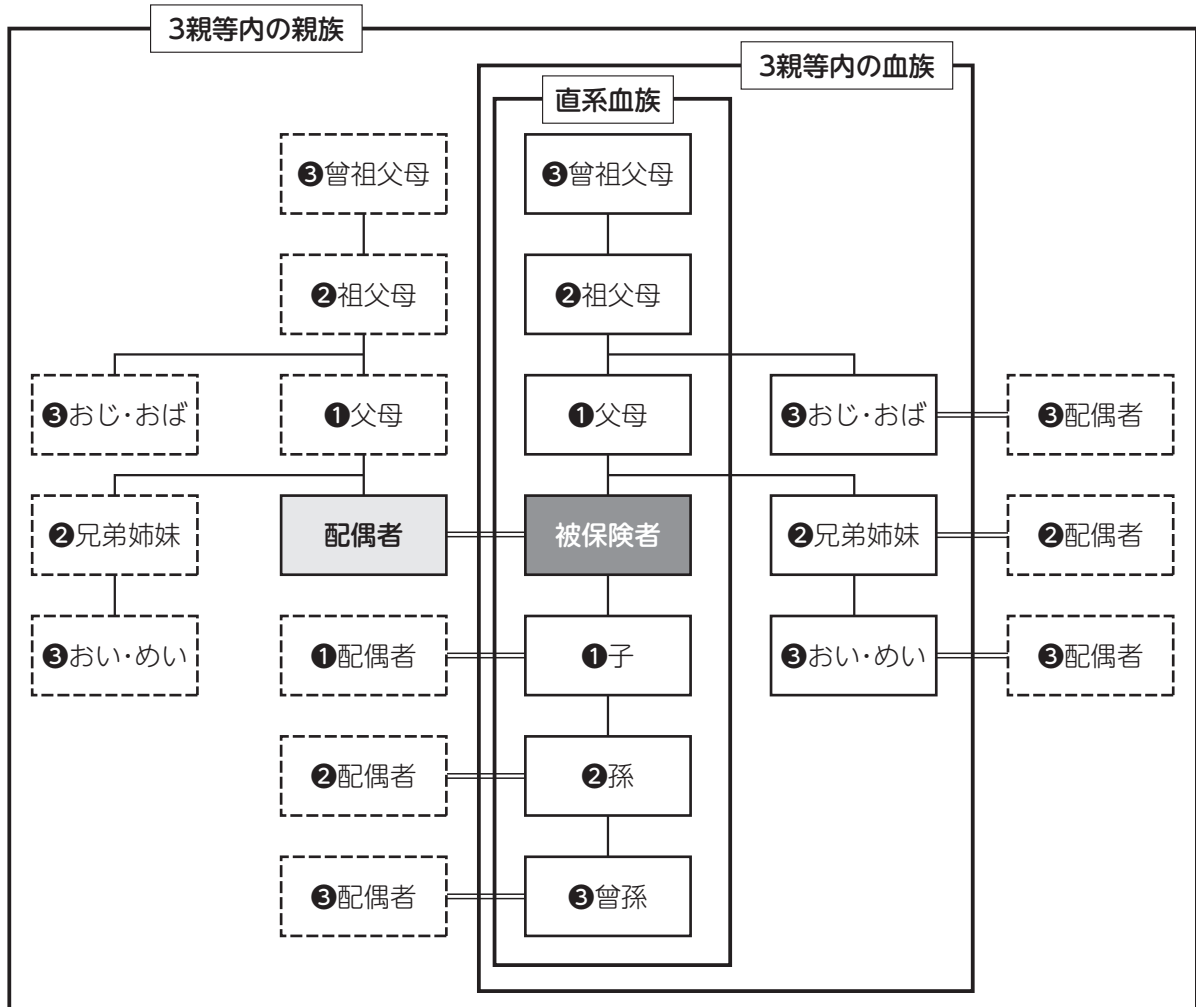 3親等内の親族
3親等内の血族
直系血族
❸曾祖父母
❸曾祖父母
❷祖父母
❷祖父母
❸おじ・おば
❶父母
❶父母
❸おじ・おば
❸配偶者
❷兄弟姉妹
配偶者
被保険者
❷兄弟姉妹
❷配偶者
❸おい・めい
❶配偶者
❶子
❸おい・めい
❸配偶者
❷配偶者
❷孫
❸配偶者
❸曾孫